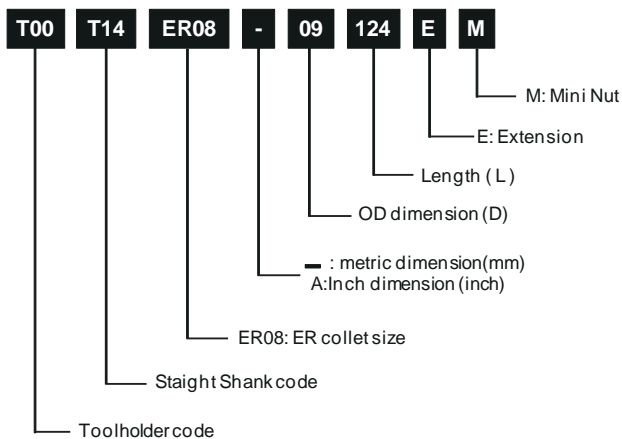 T00 T14 ER08 - 09 124 E M
M: Mini Nut
E: Extension
Length ( L )
OD dimension (D)
- : metric dimension(mm)
A:Inch dimension (inch)
ER08: ER collet size
Staight Shank code
Toolholder code